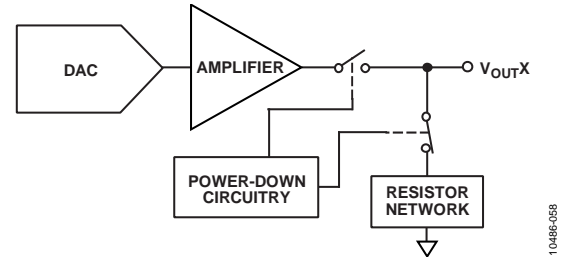 DAC
AMPLIFIER
VOUTX
POWER-DOWN
CIRCUITRY
RESISTOR
NETWORK
10486-058